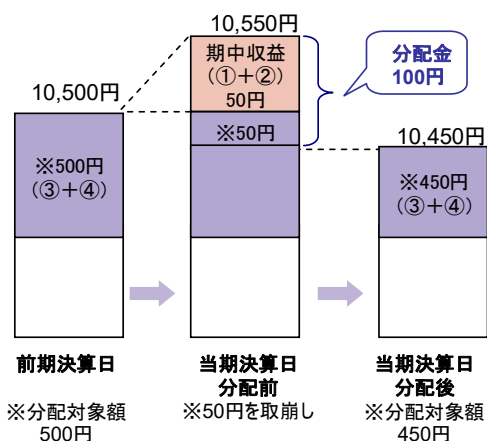 10,550円
期中収益
(①+②)
50円
分配金
100円
10,500円
※50円
10,450円
※500円
(③+④)
※450円
(③+④)
前期決算日
当期決算日
分配前
当期決算日
分配後
※分配対象額
500円
※50円を取崩し
※分配対象額
450円